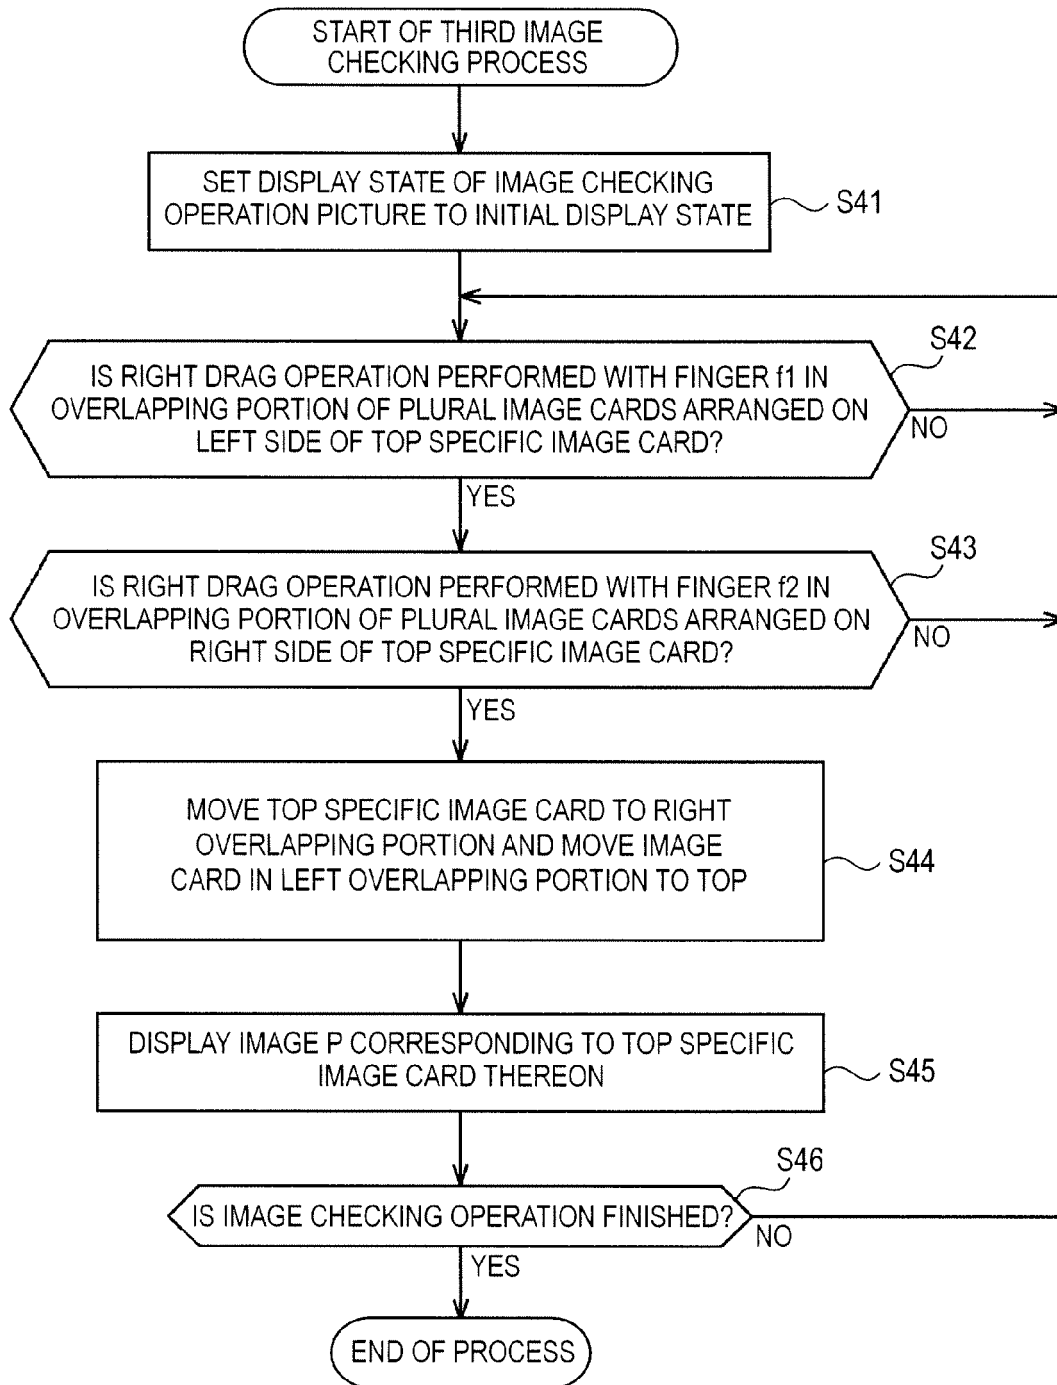 START OF THIRD IMAGE
CHECKING PROCESS
SET DISPLAY STATE OF IMAGE CHECKING
OPERATION PICTURE TO INITIAL DISPLAY STATE
S41
S42
IS RIGHT DRAG OPERATION PERFORMED WITH FINGER f1 IN
OVERLAPPING PORTION OF PLURAL IMAGE CARDS ARRANGED ON
LEFT SIDE OF TOP SPECIFIC IMAGE CARD?
NO
YES
S43
IS RIGHT DRAG OPERATION PERFORMED WITH FINGER f2 IN
OVERLAPPING PORTION OF PLURAL IMAGE CARDS ARRANGED ON
RIGHT SIDE OF TOP SPECIFIC IMAGE CARD?
NO
YES
MOVE TOP SPECIFIC IMAGE CARD TO RIGHT
OVERLAPPING PORTION AND MOVE IMAGE
CARD IN LEFT OVERLAPPING PORTION TO TOP
S44
DISPLAY IMAGE P CORRESPONDING TO TOP SPECIFIC
IMAGE CARD THEREON
S45
S46
IS IMAGE CHECKING OPERATION FINISHED?
NO
YES
END OF PROCESS